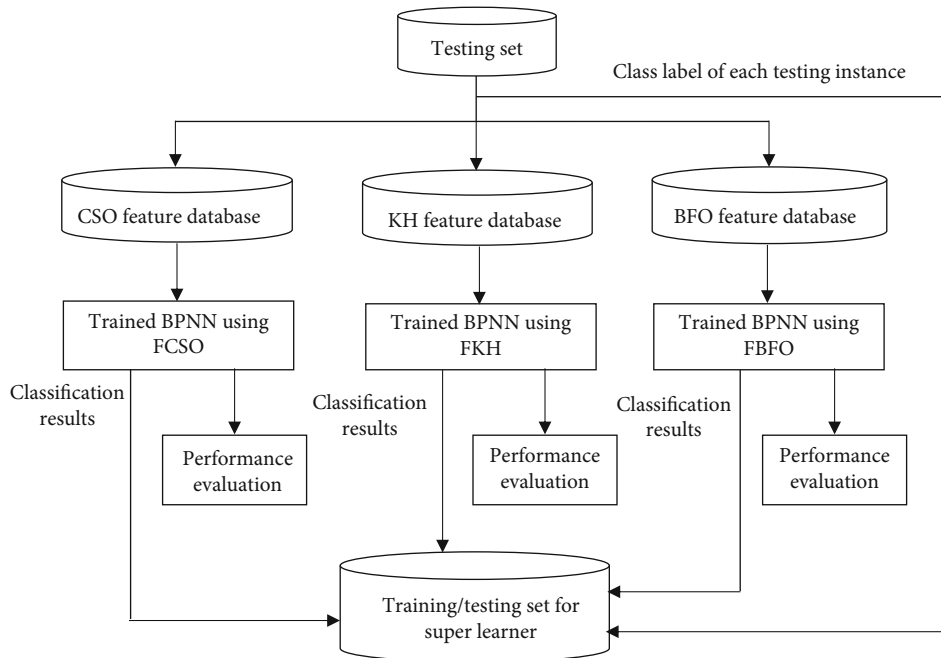 Testing set
Class label of each testing instance
CSO feature database
KH feature database
BFO feature database
Trained BPNN using
FCSO
Trained BPNN using
FKH
Trained BPNN using
FBFO
Classification
results
Classification
results
Classification
results
Performance
evaluation
Performance
evaluation
Performance
evaluation
Training/testing set for
super learner